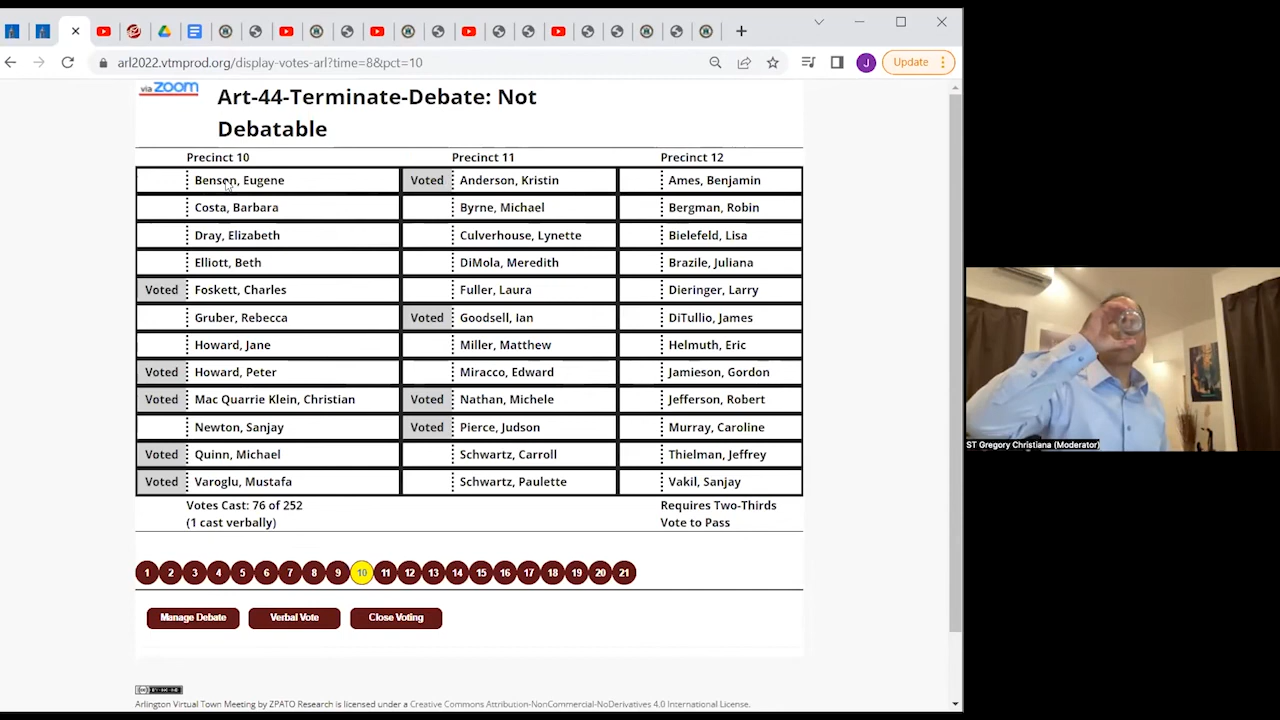 arl2022.vtmprod.org/display-votes-arl?time=8&pct=10
J
Update
via zoom
Art-44-Terminate-Debate: Not
Debatable
Precinct 10 Precinct 11 Precinct 12
Benson, Eugene Voted Anderson, Kristin Ames, Benjamin
Costa, Barbara Byrne, Michael Bergman, Robin
Dray, Elizabeth Culverhouse, Lynette Bielefeld, Lisa
Elliott, Beth DiMola, Meredith Brazile, Juliana
Voted Foskett, Charles Fuller, Laura Dieringer, Larry
Gruber, Rebecca Voted Goodsell, Ian DiTullio, James
Howard, Jane Miller, Matthew Helmuth, Eric
Voted Howard, Peter Miracco, Edward Jamieson, Gordon
Voted Mac Quarrie Klein, Christian Voted Nathan, Michele Jefferson, Robert
Newton, Sanjay Voted Pierce, Judson Murray, Caroline
Voted Quinn, Michael Schwartz, Carroll Thielman, Jeffrey
Voted Varoglu, Mustafa Schwartz, Paulette Vakil, Sanjay
Votes Cast: 76 of 252 Requires Two-Thirds
(1 cast verbally) Vote to Pass
1 2 3 4 5 6 7 8 9 10 11 12 13 14 15 16 17 18 19 20 21
Manage Debate Verbal Vote Close Voting
Arlington Virtual Town Meeting by ZPATO Research is licensed under a Creative Commons Attribution-NonCommercial-NoDerivatives 4.0 International License.
ST Gregory Christiana (Moderator)